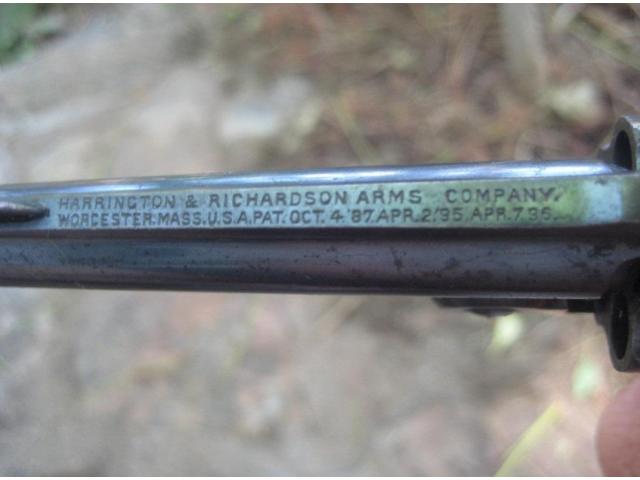 HARRINGTON & RICHARDSON ARMS COMPANY.
WORCESTER.MASS.U.S.A.PAT.OCT.4.'87.APR.2.'95.APR.7.96.